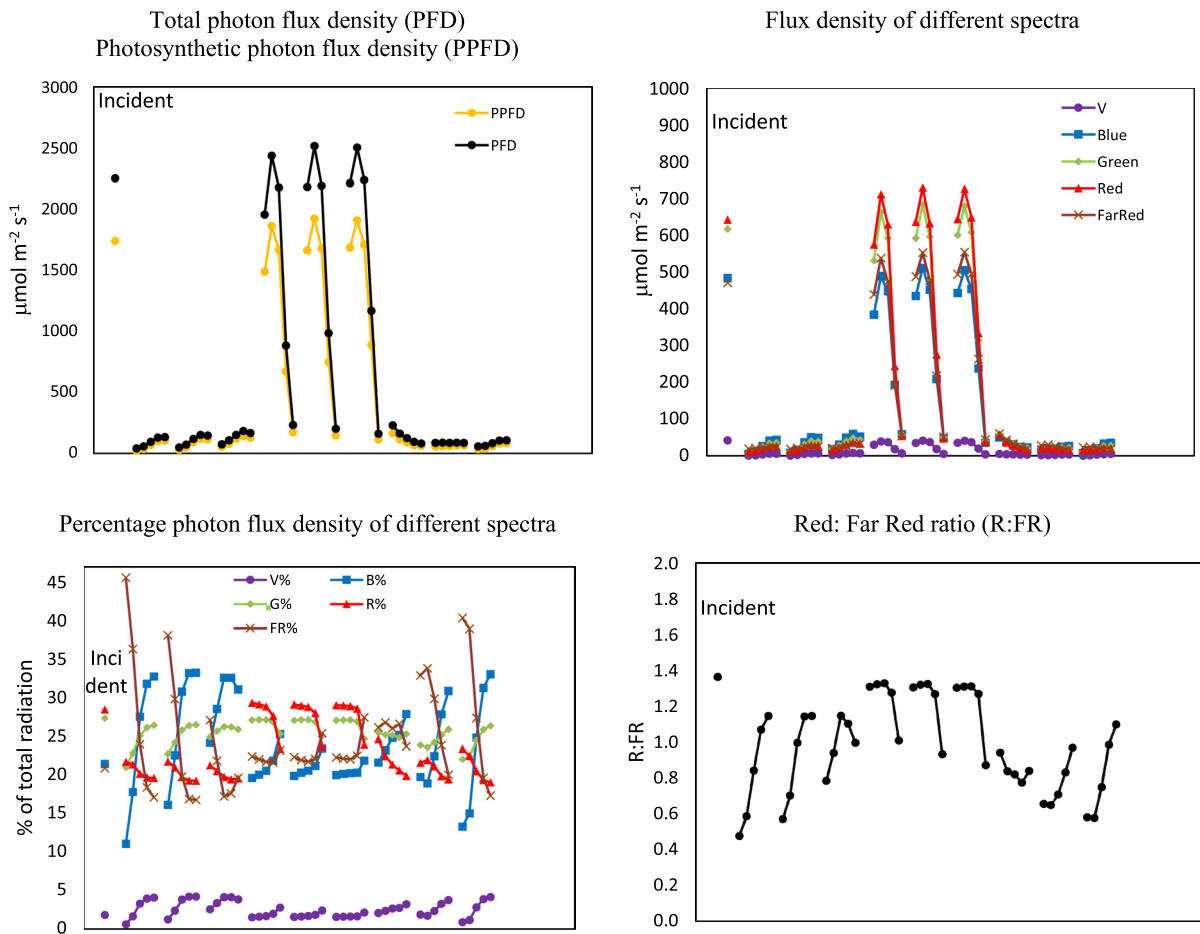 Total photon flux density (PFD)
Photosynthetic photon flux density (PPFD)
3000
2500
2000
1500
1000
500
0
µmol m-2 s-1
Incident
PPFD
PFD
Flux density of different spectra
1000
900
800
700
600
500
400
300
200
100
0
µmol m-2 s-1
Incident
V
Blue
Green
Red
FarRed
Percentage photon flux density of different spectra
45
40
35
30
25
20
15
10
5
0
% of total radiation
Inci
dent
V%
B%
G%
R%
FR%
Red: Far Red ratio (R:FR)
2.0
1.8
1.6
1.4
1.2
1.0
0.8
0.6
0.4
0.2
0.0
R:FR
Incident